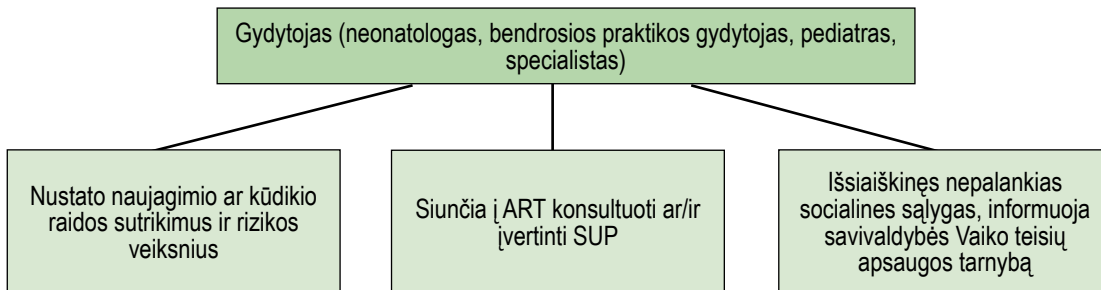 Gydytojas (neonatologas, bendrosios praktikos gydytojas, pediatras,
specialistas)
Nustato naujagimio ar kūdikio
raidos sutrikimus ir rizikos
veiksnius
Siunčia į ART konsultuoti ar/ir
įvertinti SUP
Išsiaiškinęs nepalankias
socialines sąlygas, informuoja
savivaldybės Vaiko teisių
apsaugos tarnybą